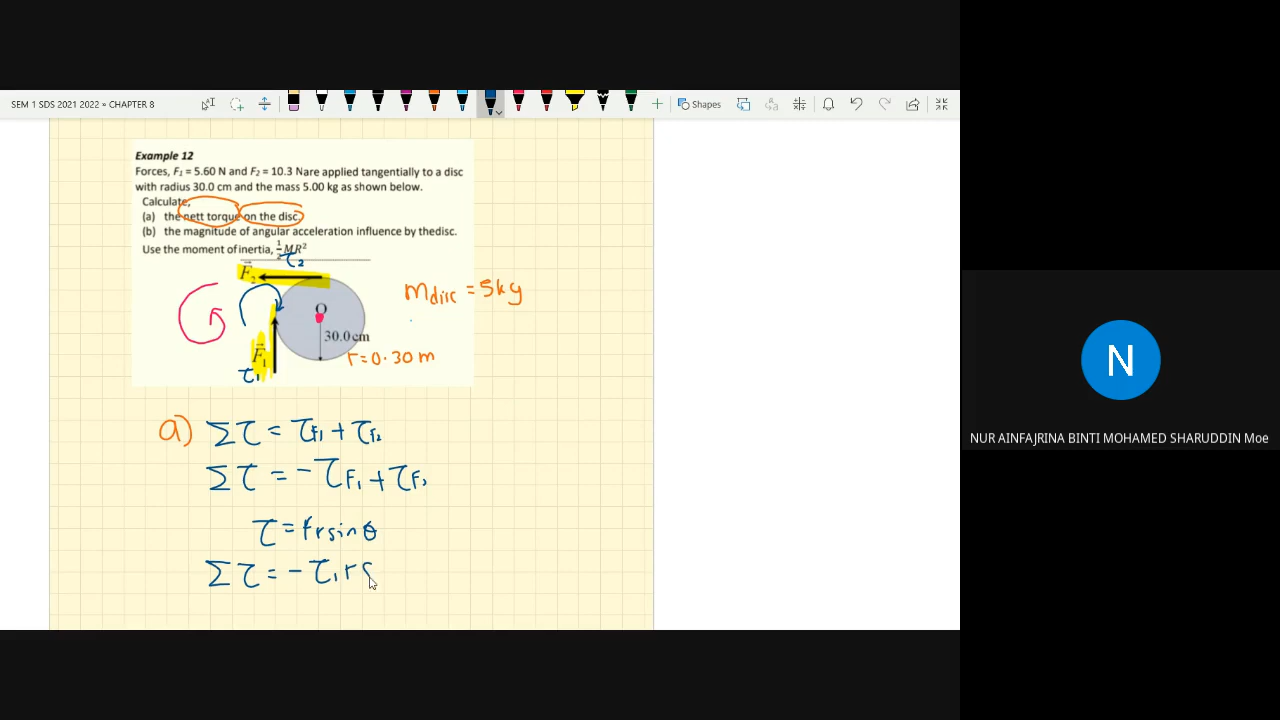 SEM 1 SDS 2021 2022 » CHAPTER 8
Shapes
Example 12
Forces, F₁ = 5.60 N and F₂ = 10.3 Nare applied tangentially to a disc
with radius 30.0 cm and the mass 5.00 kg as shown below.
Calculate,
(a) the nett torque on the disc.
(b) the magnitude of angular acceleration influence by thedisc.
Use the moment of inertia, ½MR²
τ₂
F₂
O
30.0 cm
F₁
τ₁
m disc = 5kg
r = 0.30 m
a) Στ = τF₁ + τF₂
Στ = - τF₁ + τF₂
τ = Fr sin θ
Στ = - τ₁ r
N
NUR AINFAJRINA BINTI MOHAMED SHARUDDIN Moe